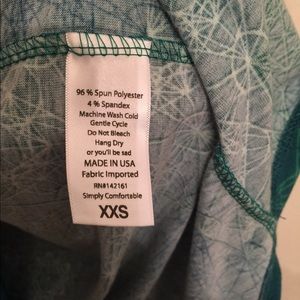 96 % Spun Polyester
4 % Spandex
Machine Wash Cold
Gentle Cycle
Do Not Bleach
Hang Dry
or you'll be sad
MADE IN USA
Fabric Imported
RN#142161
Simply Comfortable
XXS